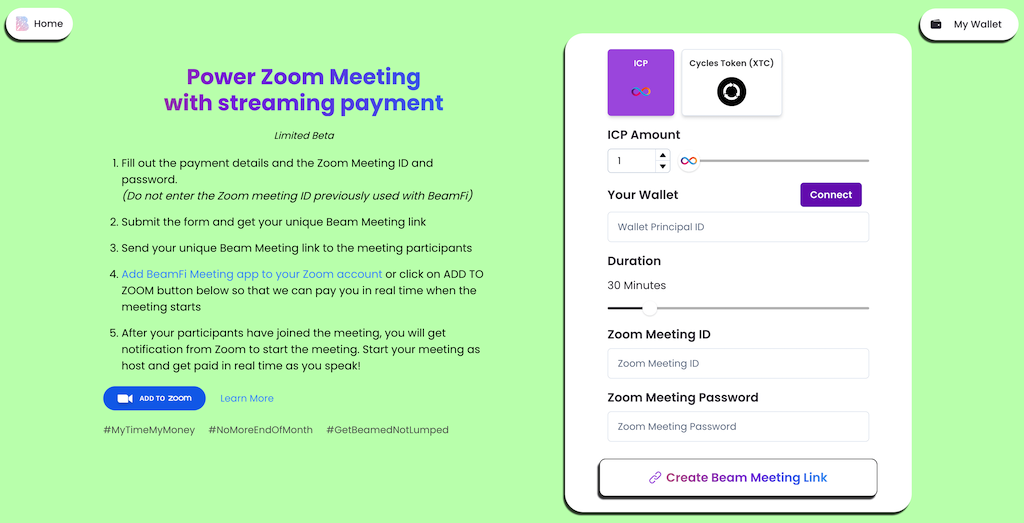 Home
My Wallet
Power Zoom Meeting
with streaming payment
Limited Beta
1. Fill out the payment details and the Zoom Meeting ID and
password.
(Do not enter the Zoom meeting ID previously used with BeamFi)
2. Submit the form and get your unique Beam Meeting link
3. Send your unique Beam Meeting link to the meeting participants
4. Add BeamFi Meeting app to your Zoom account or click on ADD TO
ZOOM button below so that we can pay you in real time when the
meeting starts
5. After your participants have joined the meeting, you will get
notification from Zoom to start the meeting. Start your meeting as
host and get paid in real time as you speak!
ADD TO zoom
Learn More
#MyTimeMyMoney #NoMoreEndOfMonth #GetBeamedNotLumped
ICP
Cycles Token (XTC)
ICP Amount
1
Your Wallet
Connect
Wallet Principal ID
Duration
30 Minutes
Zoom Meeting ID
Zoom Meeting ID
Zoom Meeting Password
Zoom Meeting Password
Create Beam Meeting Link